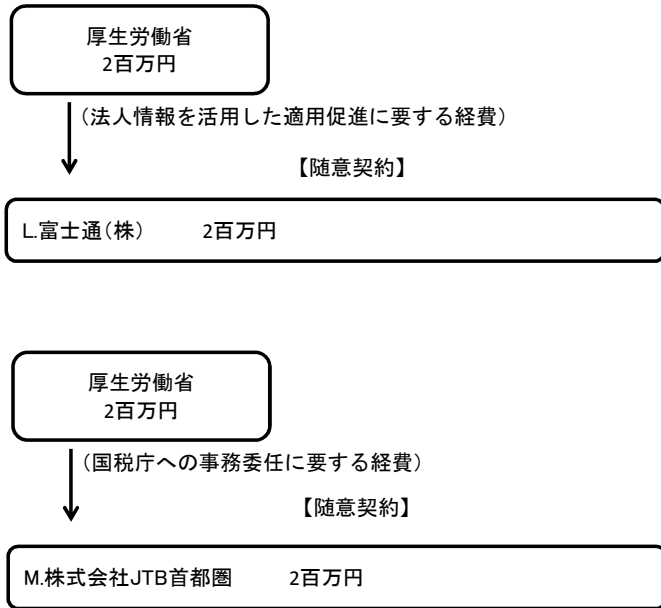 厚生労働省
2百万円
（法人情報を活用した適用促進に要する経費）
【随意契約】
L.富士通（株）　2百万円
厚生労働省
2百万円
（国税庁への事務委任に要する経費）
【随意契約】
M.株式会社JTB首都圏　2百万円